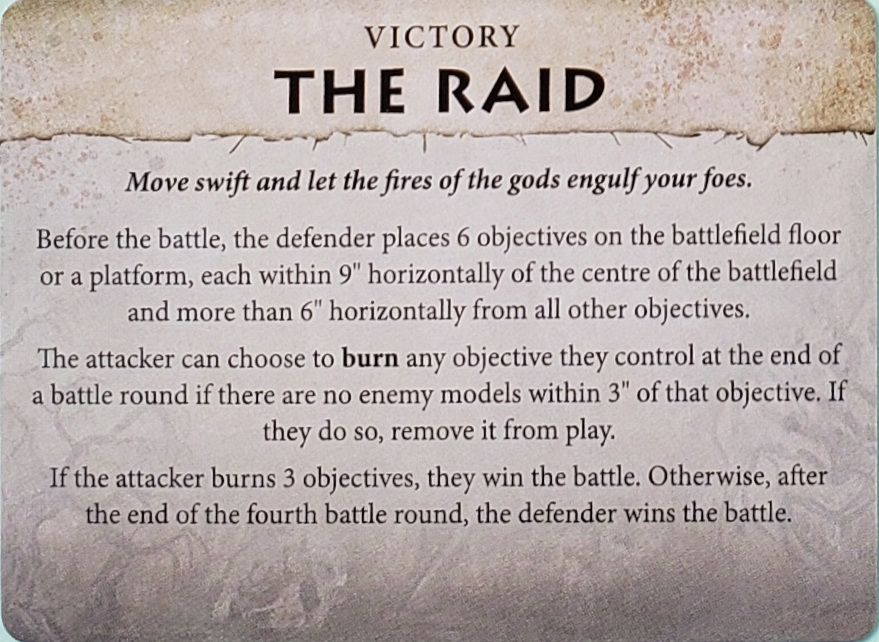 VICTORY
THE RAID
Move swift and let the fires of the gods engulf your foes.
Before the battle, the defender places 6 objectives on the battlefield floor
or a platform, each within 9" horizontally of the centre of the battlefield
and more than 6" horizontally from all other objectives.
The attacker can choose to burn any objective they control at the end of
a battle round if there are no enemy models within 3" of that objective. If
they do so, remove it from play.
If the attacker burns 3 objectives, they win the battle. Otherwise, after
the end of the fourth battle round, the defender wins the battle.